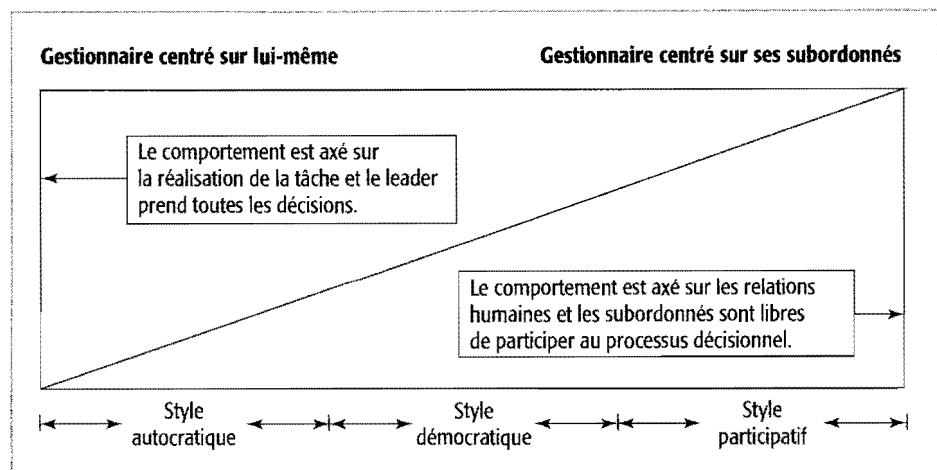 Gestionnaire centré sur lui-même
Gestionnaire centré sur ses subordonnés
Le comportement est axé sur
la réalisation de la tâche et le leader
prend toutes les décisions.
Le comportement est axé sur les relations
humaines et les subordonnés sont libres
de participer au processus décisionnel.
Style
autocratique
Style
démocratique
Style
participatif